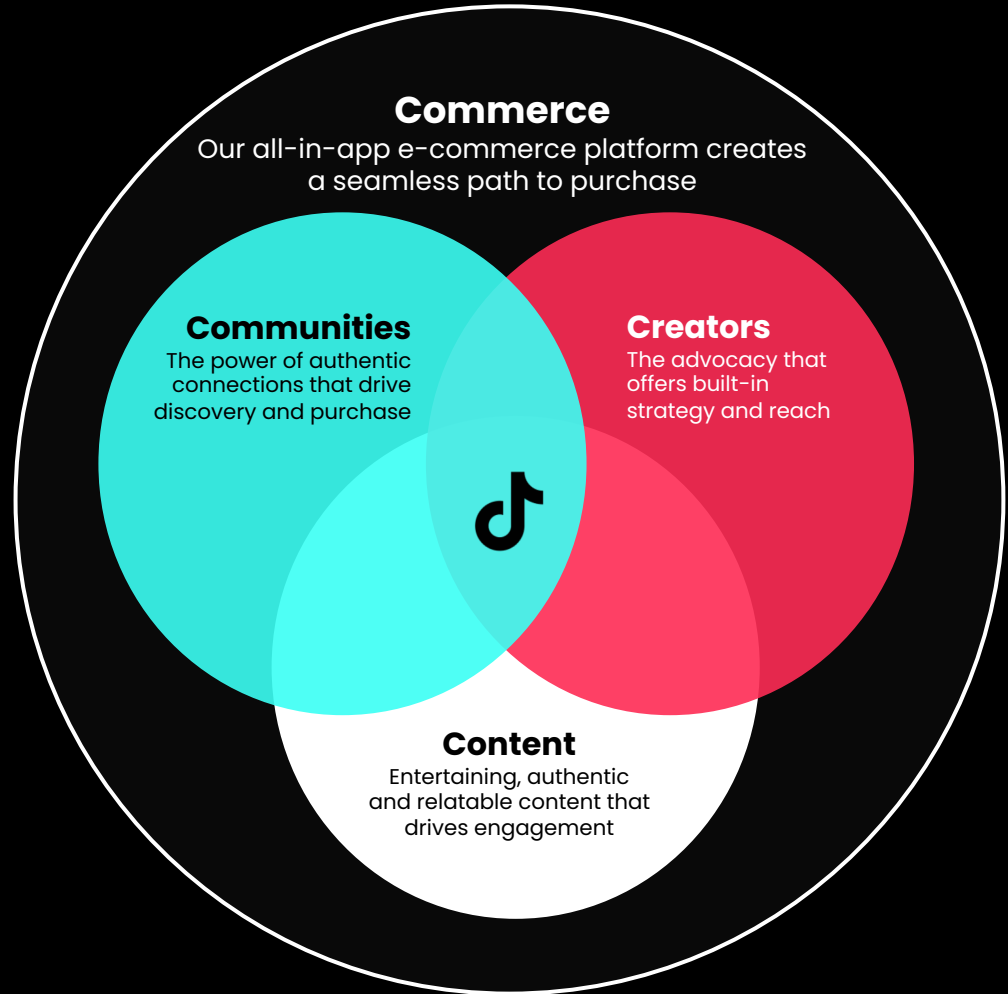 Commerce
Our all-in-app e-commerce platform creates
a seamless path to purchase
Communities
The power of authentic
connections that drive
discovery and purchase
Creators
The advocacy that
offers built-in
strategy and reach
Content
Entertaining, authentic
and relatable content that
drives engagement